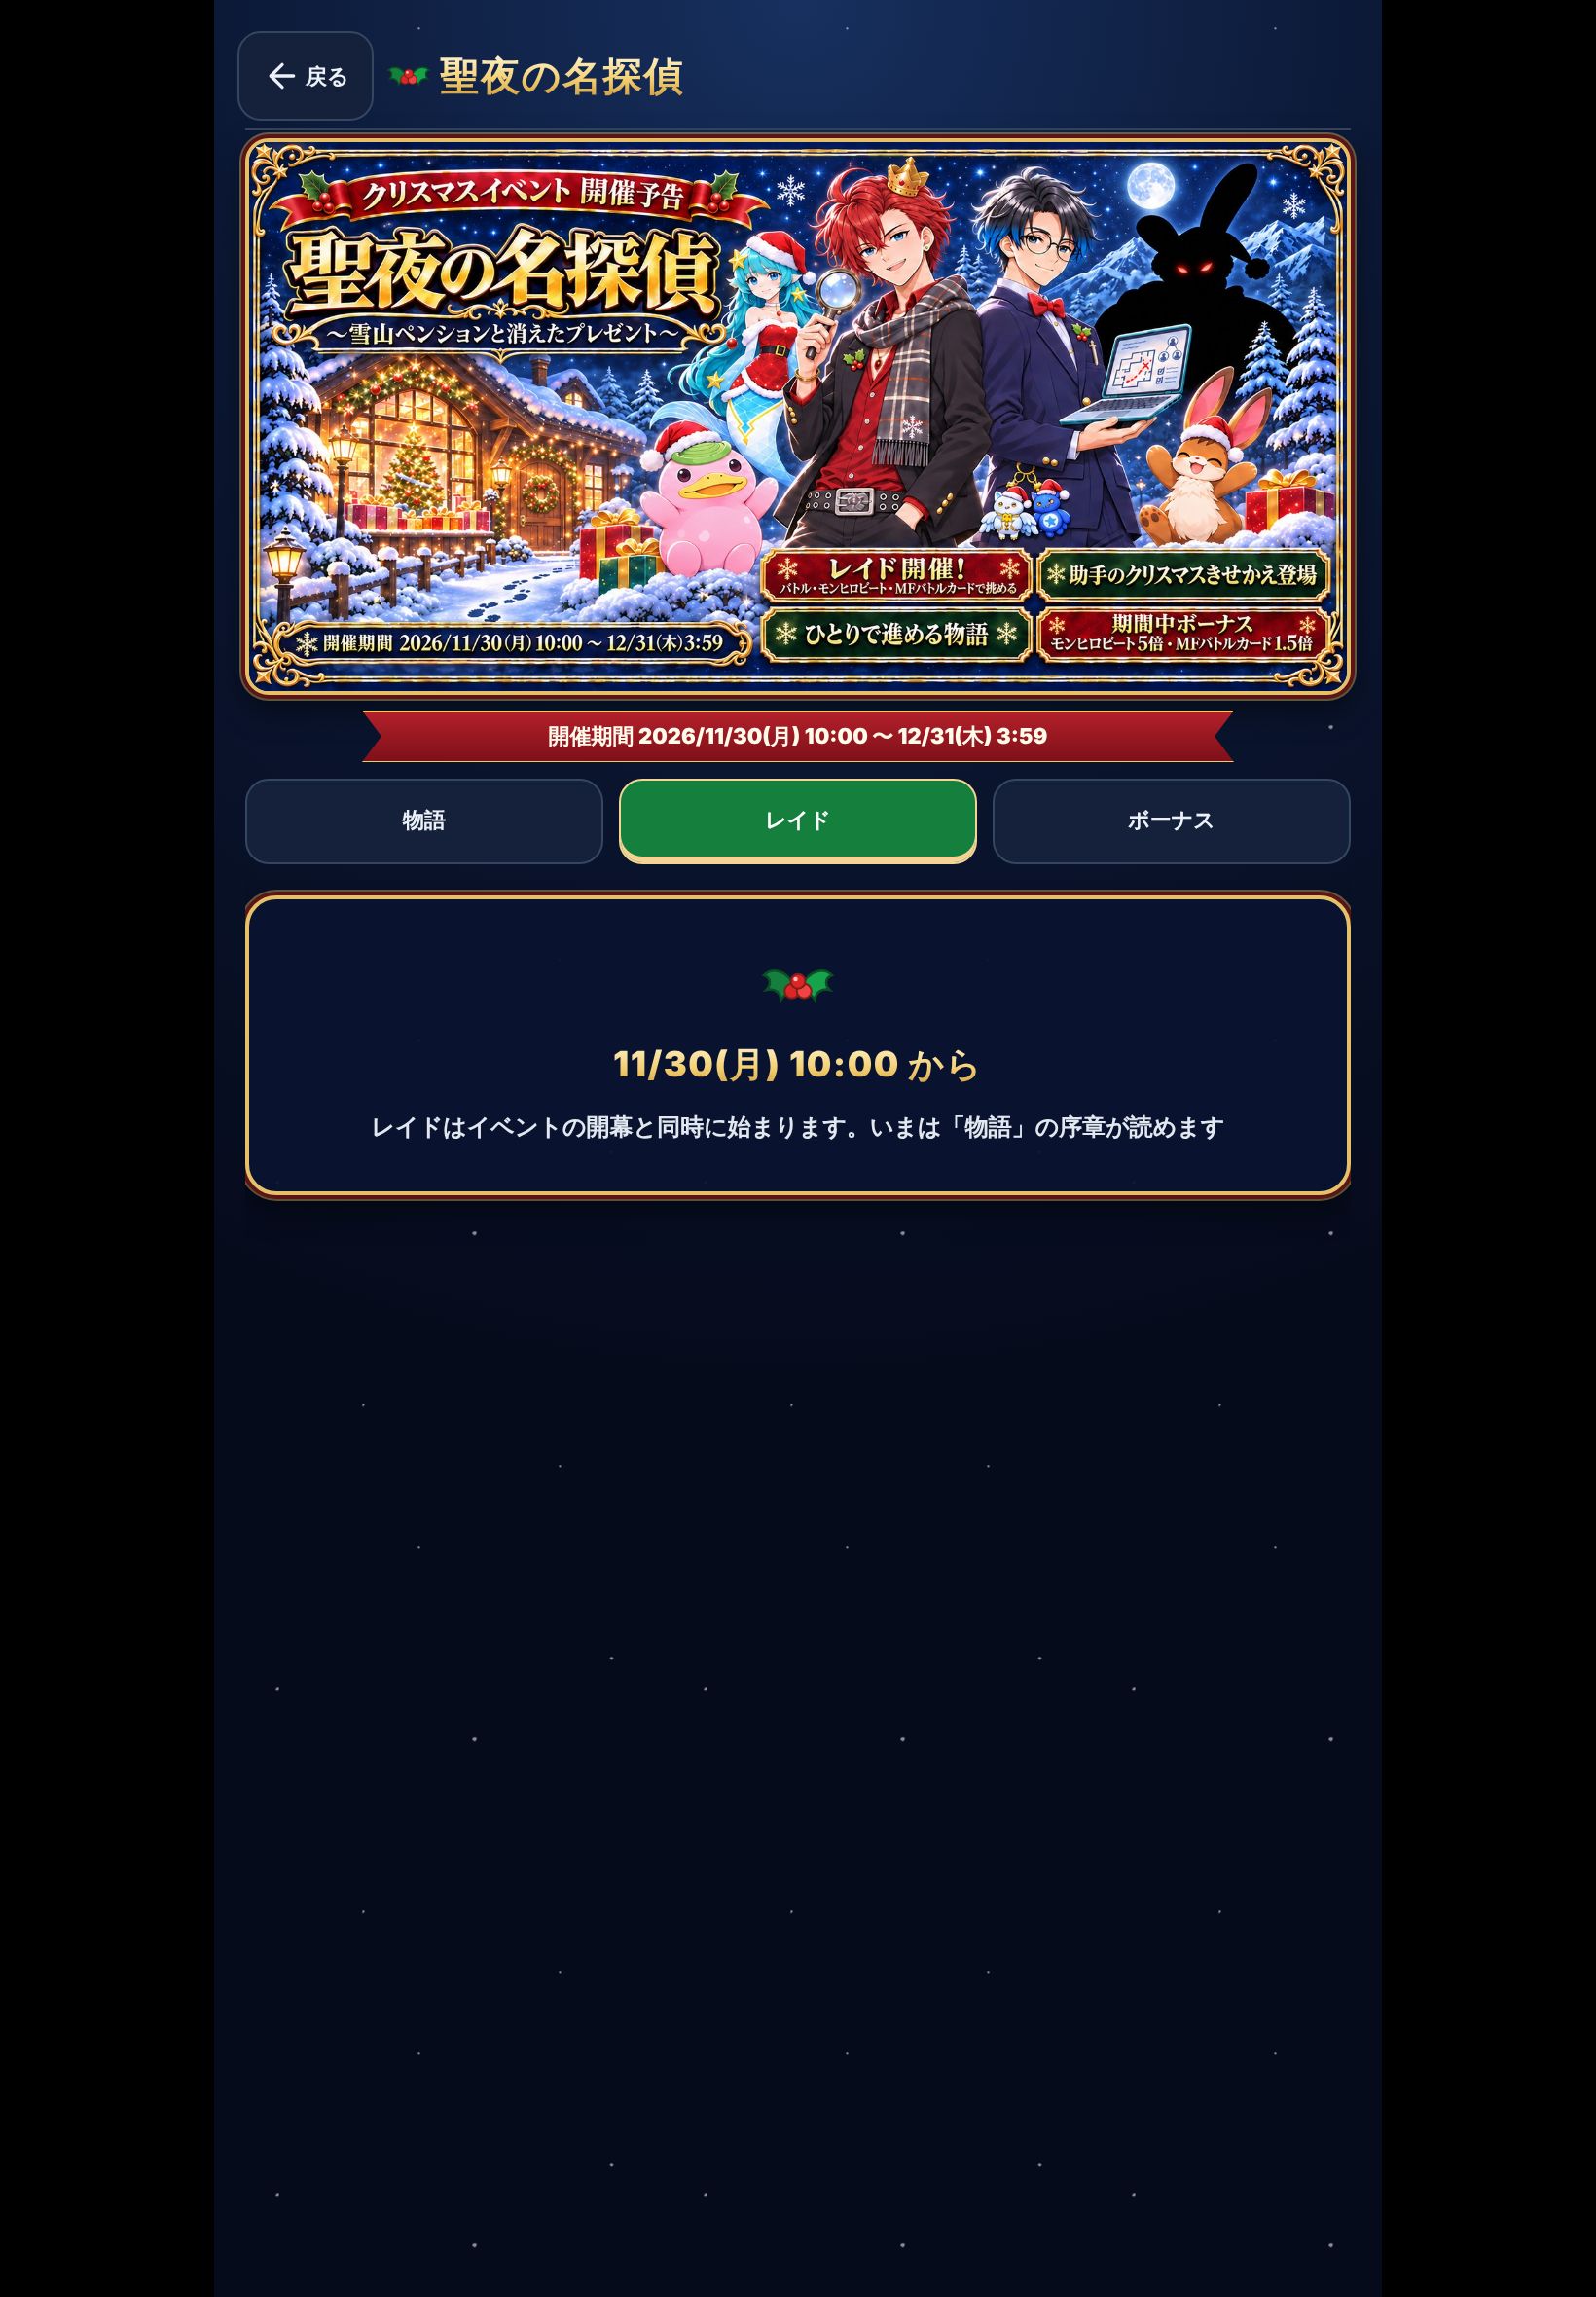 戻る
聖夜の名探偵
クリスマスイベント 開催予告
聖夜の名探偵
～雪山ペンションと消えたプレゼント～
レイド開催!
バトル・モンヒロビート・MFバトルカードで挑める
助手のクリスマスきせかえ登場
ひとりで進める物語
期間中ボーナス
モンヒロビート5倍・MFバトルカード1.5倍
開催期間 2026/11/30(月)10:00～12/31(木)3:59
開催期間 2026/11/30(月) 10:00 〜 12/31(木) 3:59
物語
レイド
ボーナス
11/30(月) 10:00 から
レイドはイベントの開幕と同時に始まります。いまは「物語」の序章が読めます